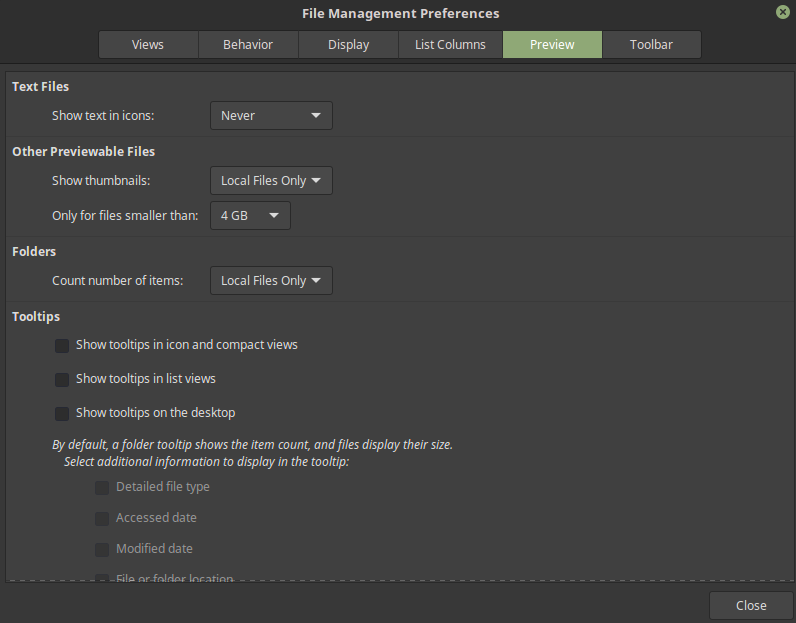 File Management Preferences
Views Behavior Display List Columns Preview Toolbar
Text Files
Show text in icons: Never
Other Previewable Files
Show thumbnails: Local Files Only
Only for files smaller than: 4 GB
Folders
Count number of items: Local Files Only
Tooltips
Show tooltips in icon and compact views
Show tooltips in list views
Show tooltips on the desktop
By default, a folder tooltip shows the item count, and files display their size.
Select additional information to display in the tooltip:
Detailed file type
Accessed date
Modified date
File or folder location
Close